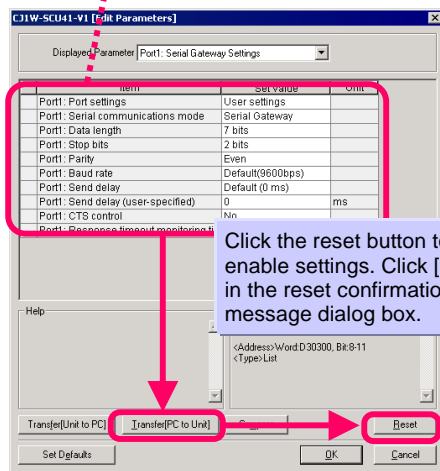 CJ1W-SCU41-V1 [Edit Parameters]
Displayed Parameter Port1: Serial Gateway Settings
Item Set Value Unit
Port1: Port settings User settings
Port1: Serial communications mode Serial Gateway
Port1: Data length 7 bits
Port1: Stop bits 2 bits
Port1: Parity Even
Port1: Baud rate Default(9600bps)
Port1: Send delay Default (0 ms)
Port1: Send delay (user-specified) 0 ms
Port1: CTS control No
Port1: Response timeout monitoring
Click the reset button
enable settings. Click [
in the reset
message dialog box.
Help
<Address>Word:D30300, Bit:8-11
<Type>List
Transfer[Unit to PC] Transfer[PC to Unit] Reset
Set Defaults OK Cancel